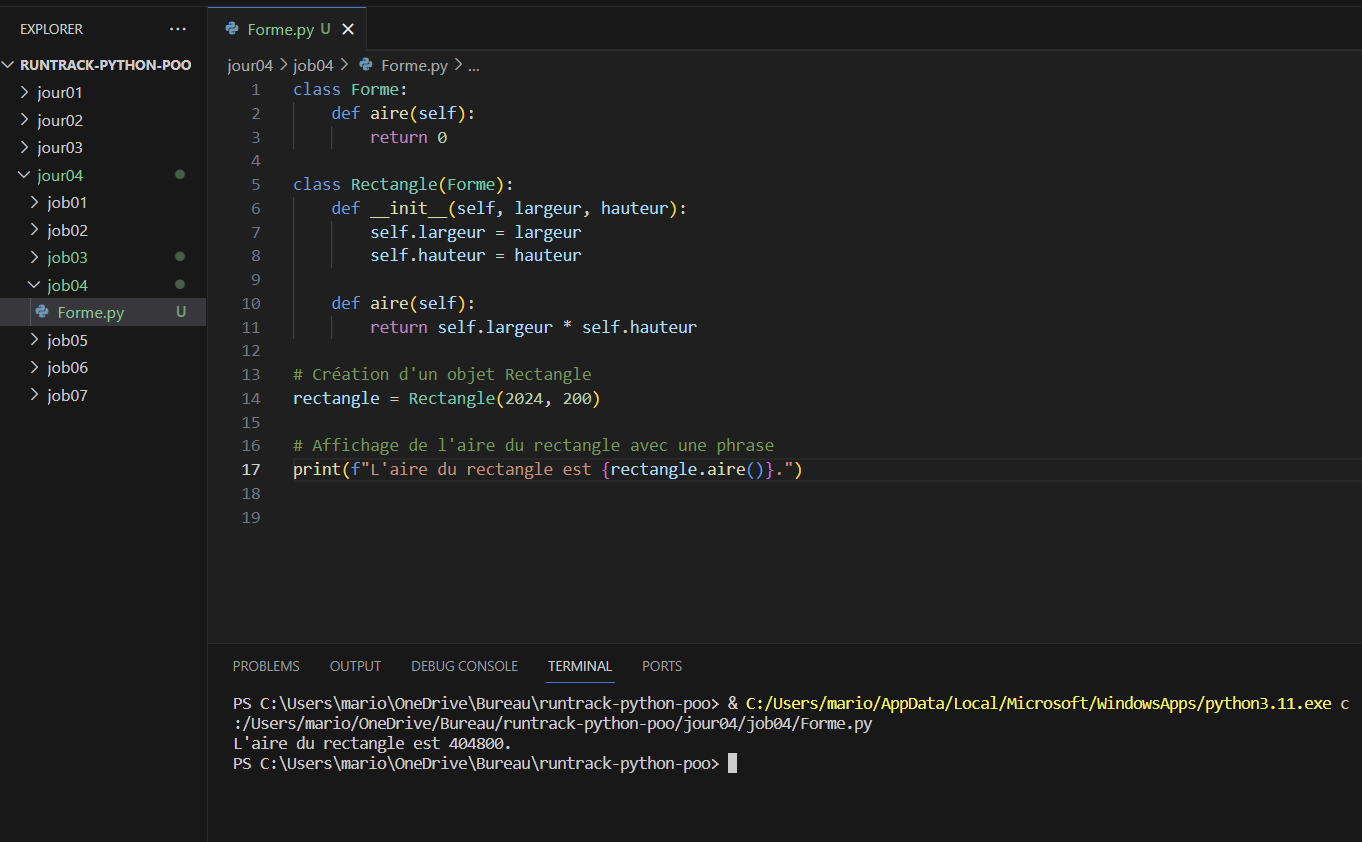 EXPLORER ...
RUNTRACK-PYTHON-POO
jour01
jour02
jour03
jour04
job01
job02
job03
job04
Forme.py U
job05
job06
job07
Forme.py U
jour04 > job04 > Forme.py > ...
1 class Forme:
2 def aire(self):
3 return 0
4
5 class Rectangle(Forme):
6 def __init__(self, largeur, hauteur):
7 self.largeur = largeur
8 self.hauteur = hauteur
9
10 def aire(self):
11 return self.largeur * self.hauteur
12
13 # Création d'un objet Rectangle
14 rectangle = Rectangle(2024, 200)
15
16 # Affichage de l'aire du rectangle avec une phrase
17 print(f"L'aire du rectangle est {rectangle.aire()}.")
18
19
PROBLEMS OUTPUT DEBUG CONSOLE TERMINAL PORTS
PS C:\Users\mario\OneDrive\Bureau\runtrack-python-poo> & C:/Users/mario/AppData/Local/Microsoft/WindowsApps/python3.11.exe c
:/Users/mario/OneDrive/Bureau/runtrack-python-poo/jour04/job04/Forme.py
L'aire du rectangle est 404800.
PS C:\Users\mario\OneDrive\Bureau\runtrack-python-poo>